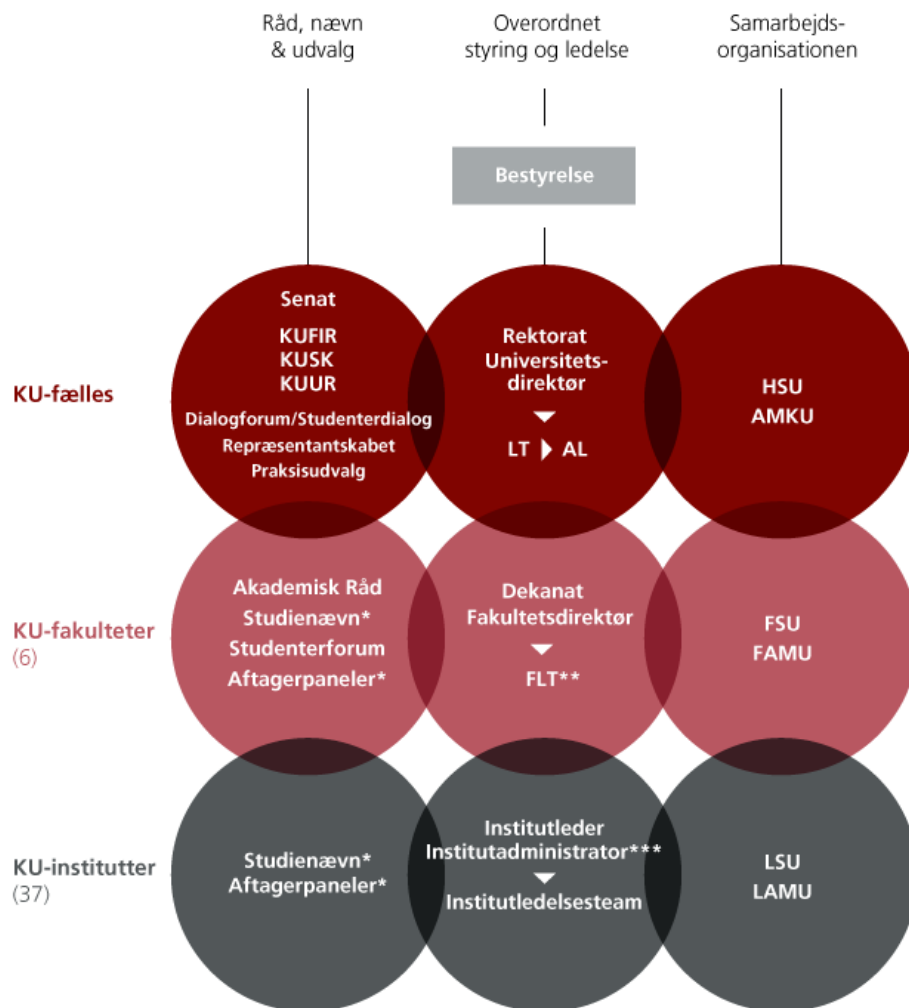 Råd, nævn
& udvalg
Overordnet
styring og ledelse
Samarbejds-
organisationen
Bestyrelse
KU-fælles
Senat
KUFIR
KUSK
KUUR
Dialogforum/Studenterdialog
Repræsentantskabet
Praksisudvalg
Rektorat
Universitets-
direktør
LT AL
HSU
AMKU
KU-fakulteter
(6)
Akademisk Råd
Studienævn*
Studenterforum
Aftagerpaneler*
Dekanat
Fakultetsdirektør
FLT**
FSU
FAMU
KU-institutter
(37)
Studienævn*
Aftagerpaneler*
Institutleder
Institutadministrator***
Institutledelsesteam
LSU
LAMU